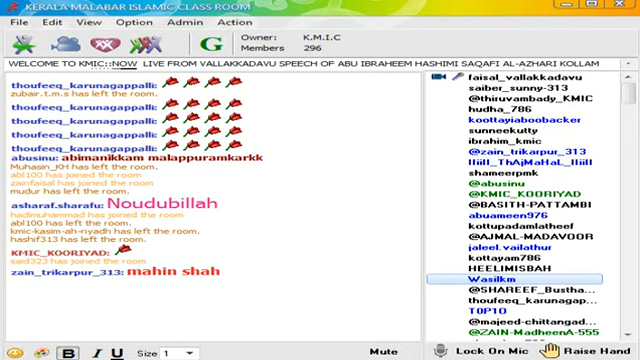 KERALA MALABAR ISLAMIC CLASS ROOM
File Edit View Option Admin Action
G
Owner: K.M.I.C
Members 296
WELCOME TO KMIC::NOW LIVE FROM VALLAKKADAVU SPEECH OF ABU IBRAHEEM HASHIMI SAQAFI AL-AZHARI KOLLAM
thoufeeq_karunagappalli:
zubair.t.m.s has left the room.
thoufeeq_karunagappalli:
thoufeeq_karunagappalli:
thoufeeq_karunagappalli:
thoufeeq_karunagappalli:
abusinu: abimanikkam malappuramkarkk
Muhasin_KH has left the room.
abl100 has joined the room
zainfaisal has joined the room
mudur has left the room.
asharaf.sharafu: Noudubillah
hadimuhammad has joined the room
abl100 has left the room.
kmic-kasim-ah-riyadh has left the room.
hashif313 has left the room.
KMIC_KOORIYAD:
said323 has joined the room
zain_trikarpur_313: mahin shah
faisal_vallakkadavu
saiber_sunny-313
@thiruvambady_KMIC
hudha_786
koottayiaboobacker
sunneekutty
ibrahim_kmic
@zain_trikarpur_313
IIiiII_ThAjMaHaL_IIiiII
shameerpmk
@abusinu
@KMIC_KOORIYAD
@BASITH-PATTAMBI
abuameen976
kottupadamlatheef
@AJMAL-MADAVOOR
jaleel.vailathur
kottayam786
HEELIMISBAH
Wasilkm
@SHAREEF_Bustha...
thoufeeq_karunagap...
T0P10
@majeed-chittangad...
@ZAIN-MadheenA-555
B I U Size 1 Mute Lock On Mic Raise Hand